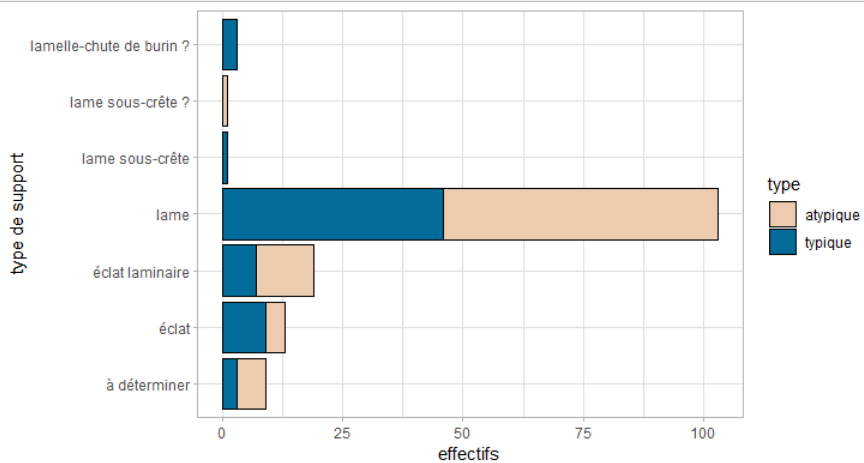 lamelle-chute de burin ?
lame sous-crête ?
lame sous-crête
lame
éclat laminaire
éclat
à déterminer
type de support
0 25 50 75 100
effectifs
type
atypique
typique